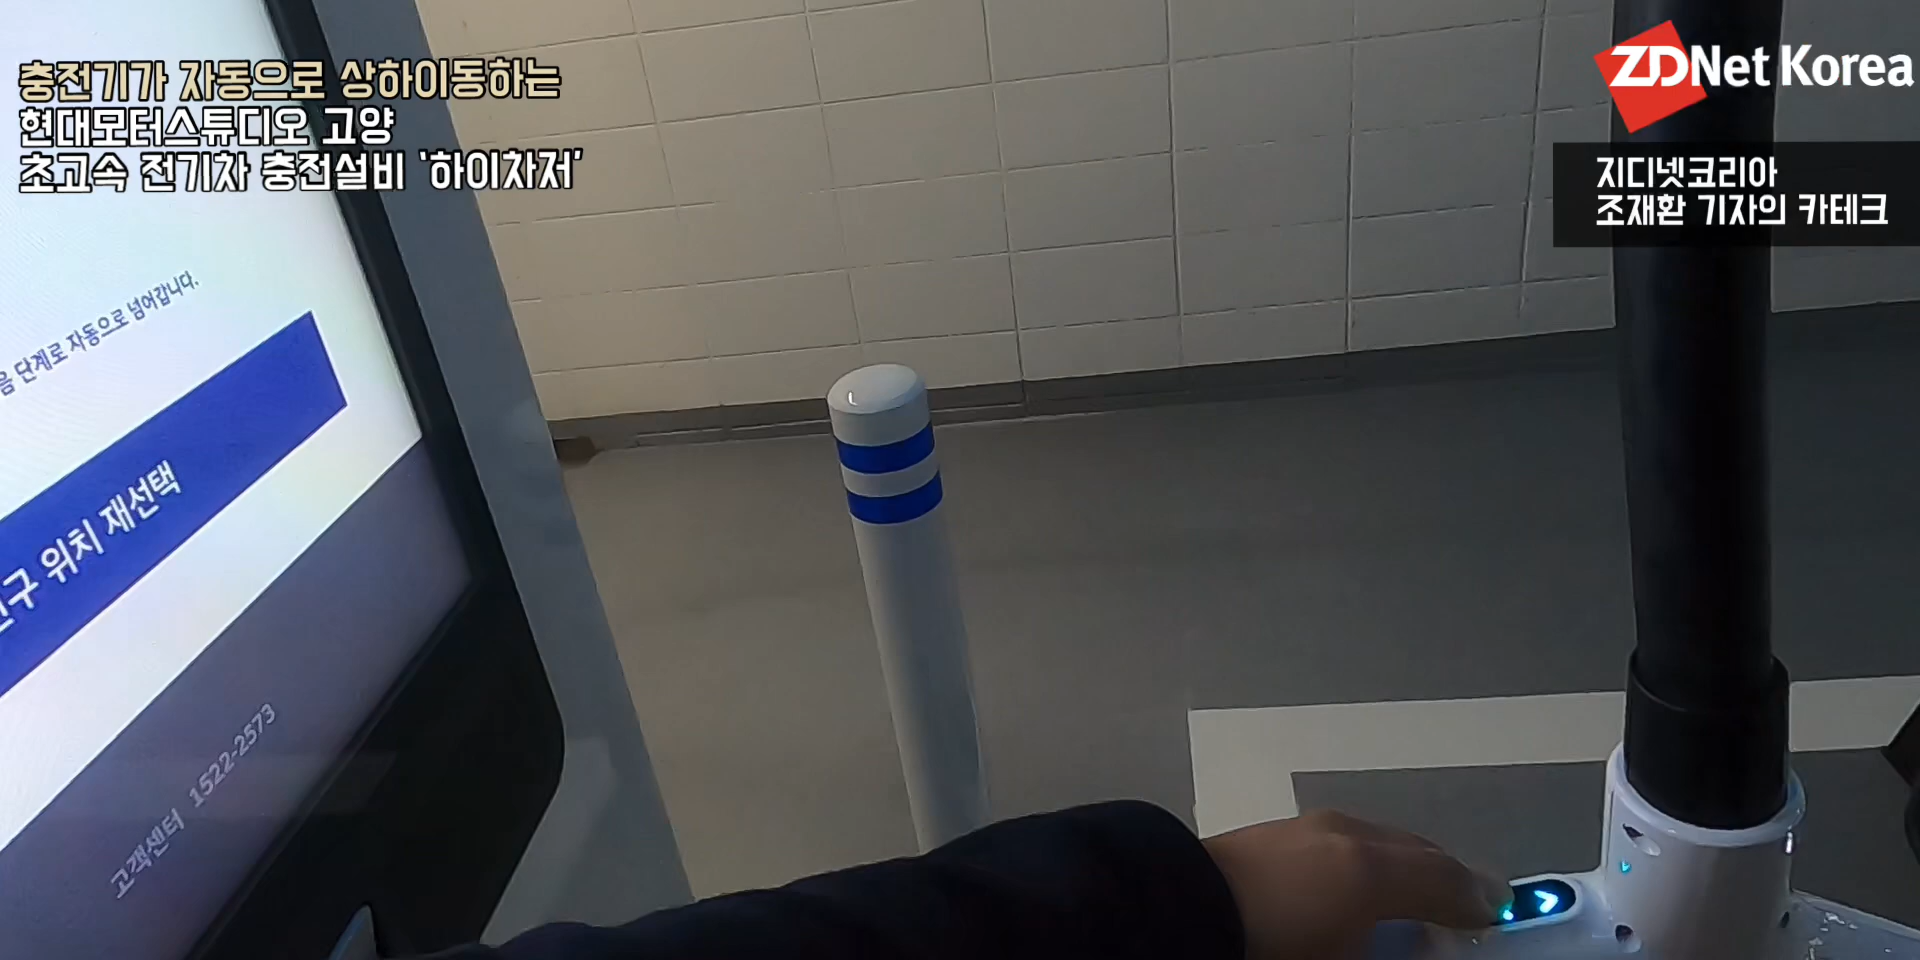 충전기가 자동으로 상하이동하는
현대모터스튜디오 고양
초고속 전기차 충전설비 '하이차저'
ZDNet Korea
지디넷코리아
조재환 기자의 카테크
단계로 자동으로 넘어갑니다.
위치 재선택
고객센터 1522-2573